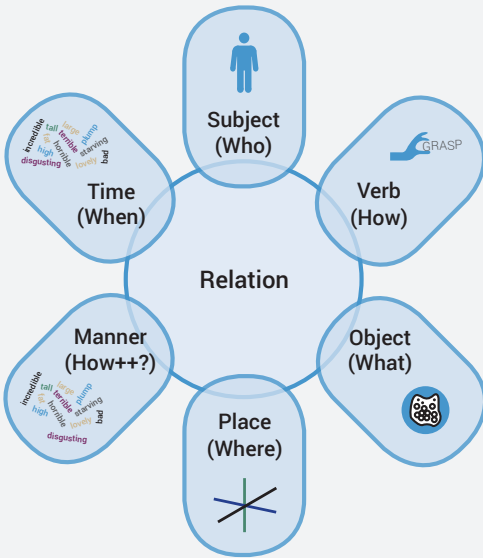 Subject
(Who)
GRASP
Verb
(How)
Object
(What)
Place
(Where)
Manner
(How++?)
incredible
tall
large
plump
terrible
horrible
starving
high
lovely
bad
disgusting
Time
(When)
incredible
tall
large
plump
terrible
horrible
starving
high
lovely
bad
disgusting
Relation